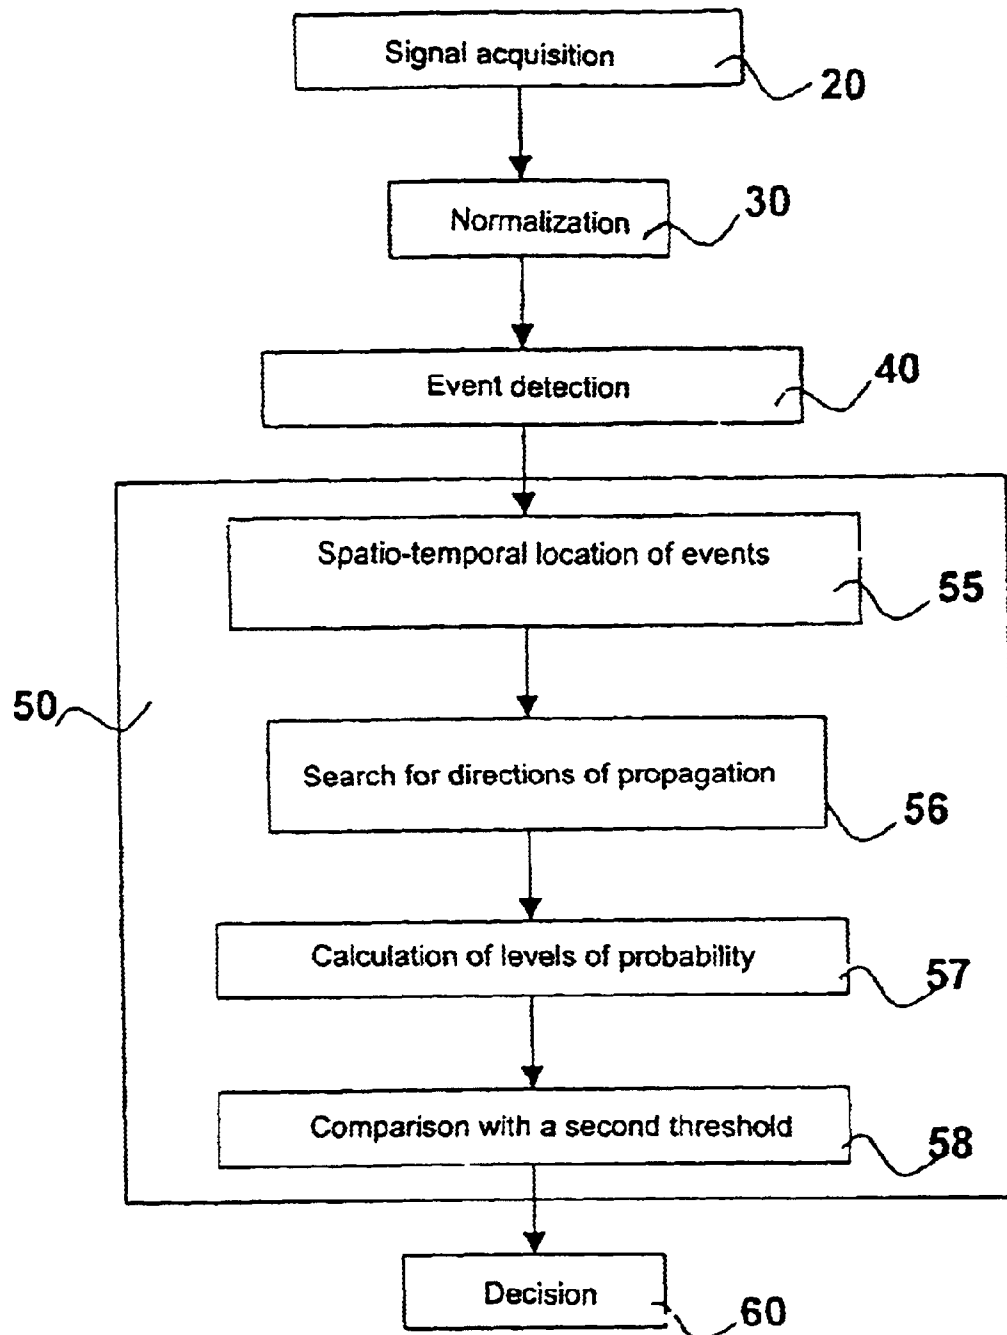 Signal acquisition
20
Normalization
30
Event detection
40
Spatio-temporal location of events
55
50
Search for directions of propagation
56
Calculation of levels of probability
57
Comparison with a second threshold
58
Decision
60